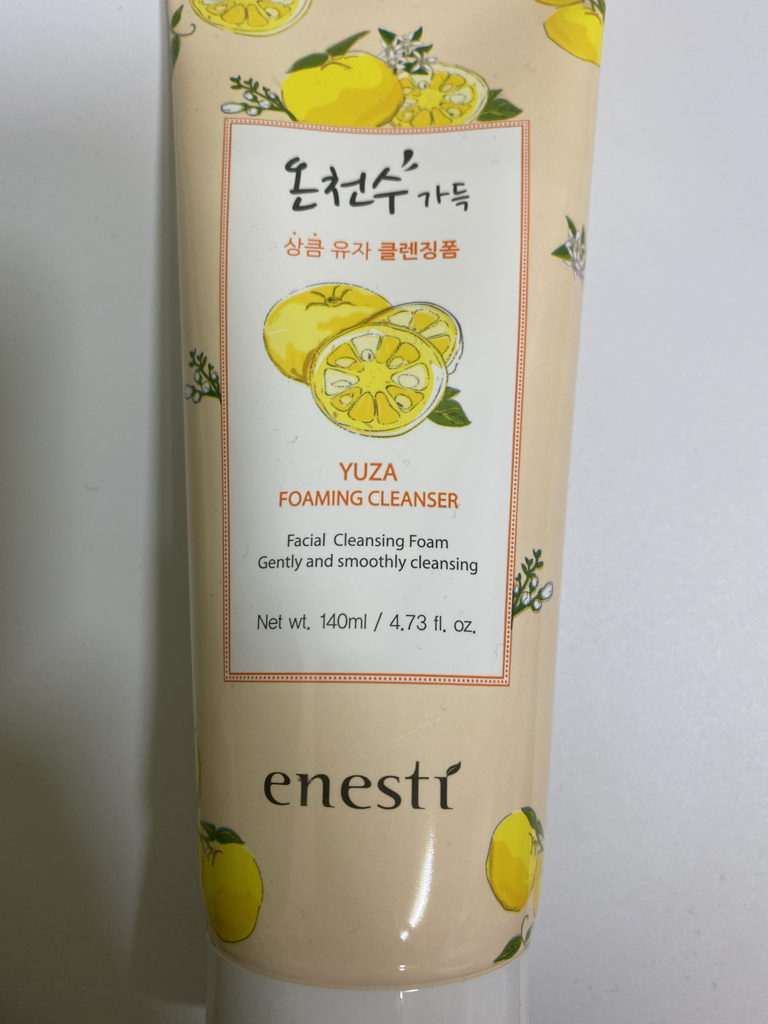 온천수 가득
상큼 유자 클렌징폼
YUZA
FOAMING CLEANSER
Facial Cleansing Foam
Gently and smoothly cleansing
Net wt. 140ml / 4.73 fl. oz.
enesti